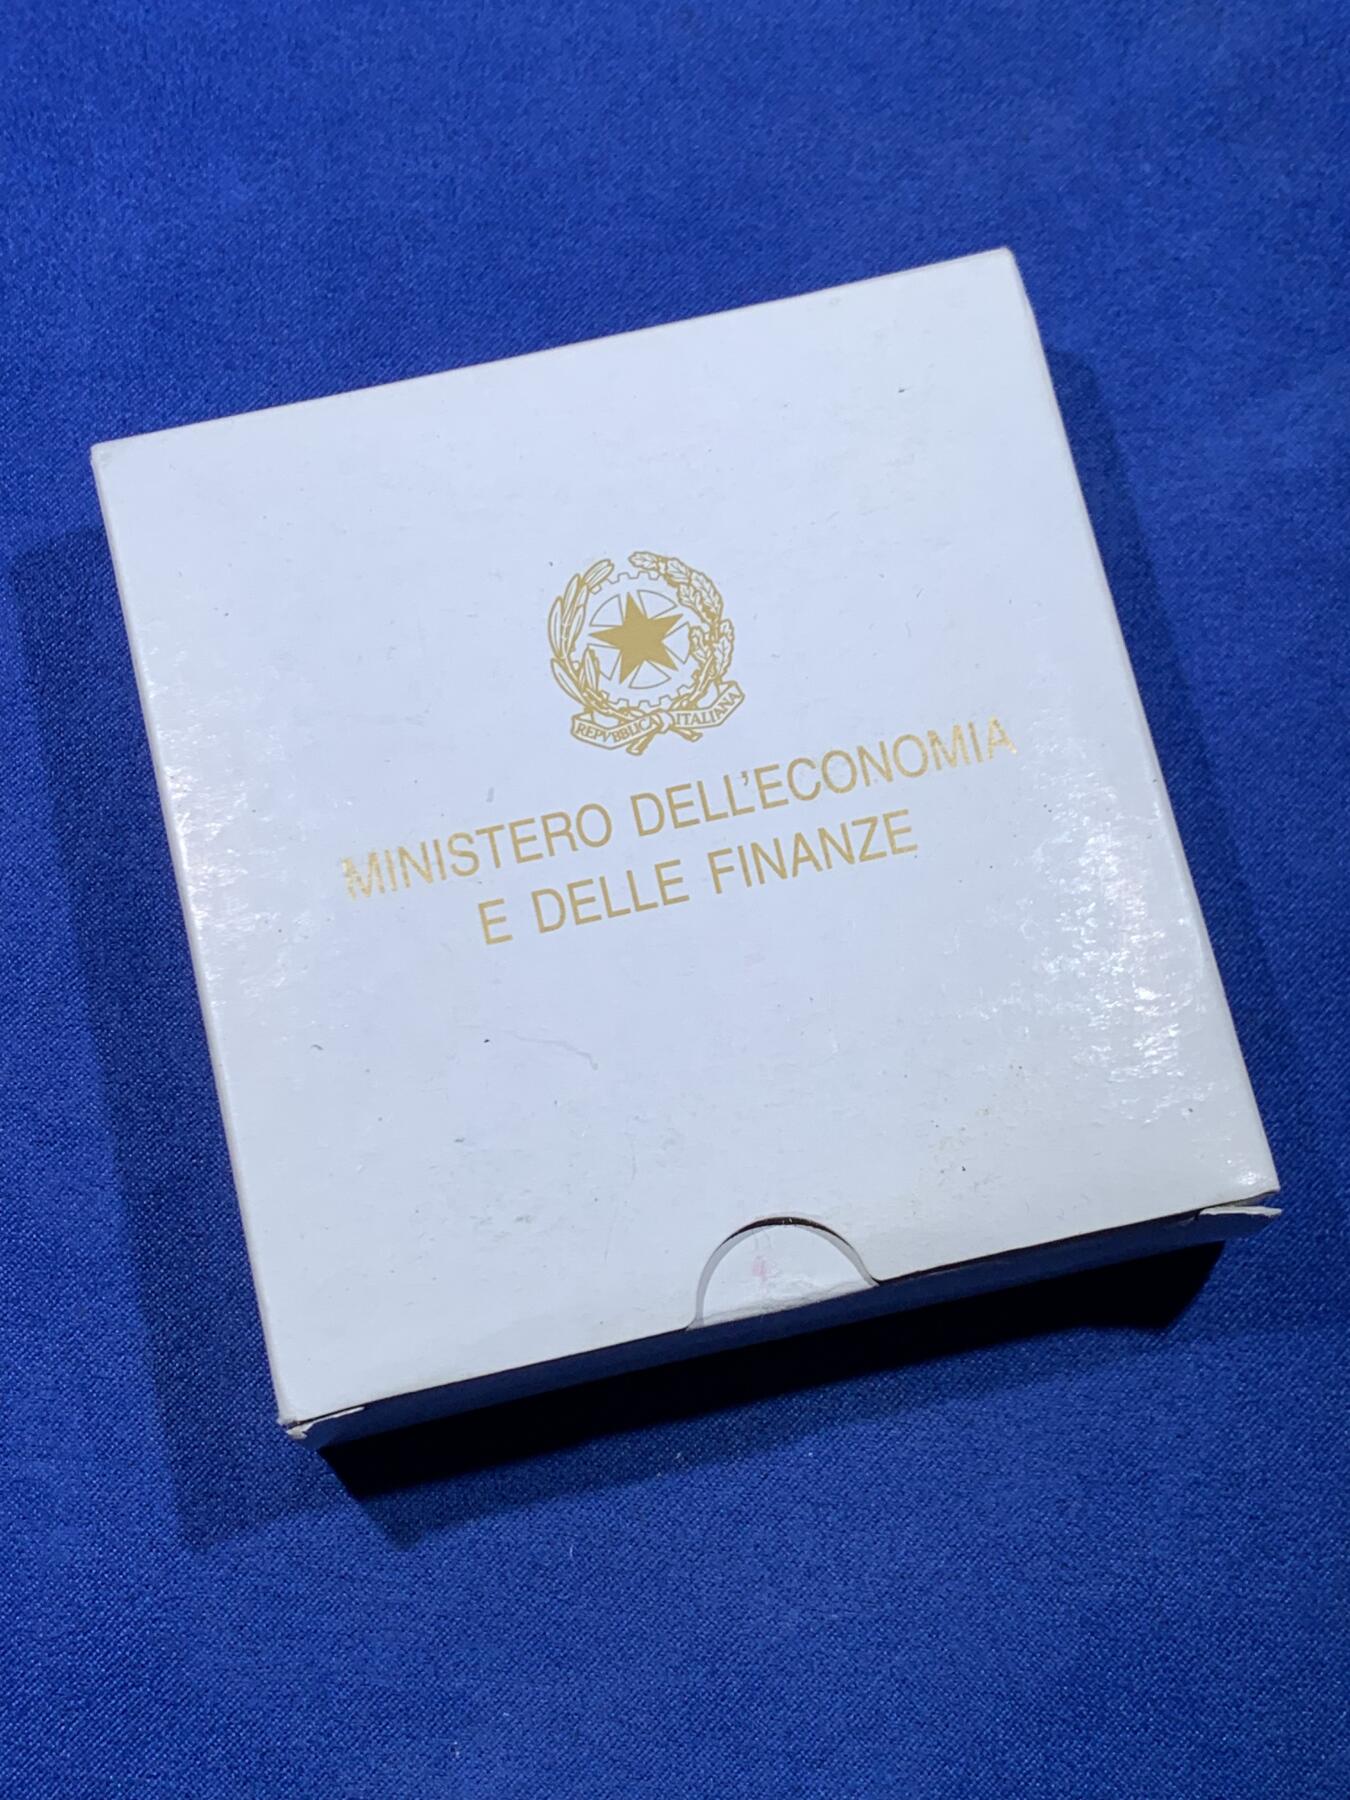 REPVBBLICA ITALIANA
MINISTERO DELL'ECONOMIA
E DELLE FINANZE